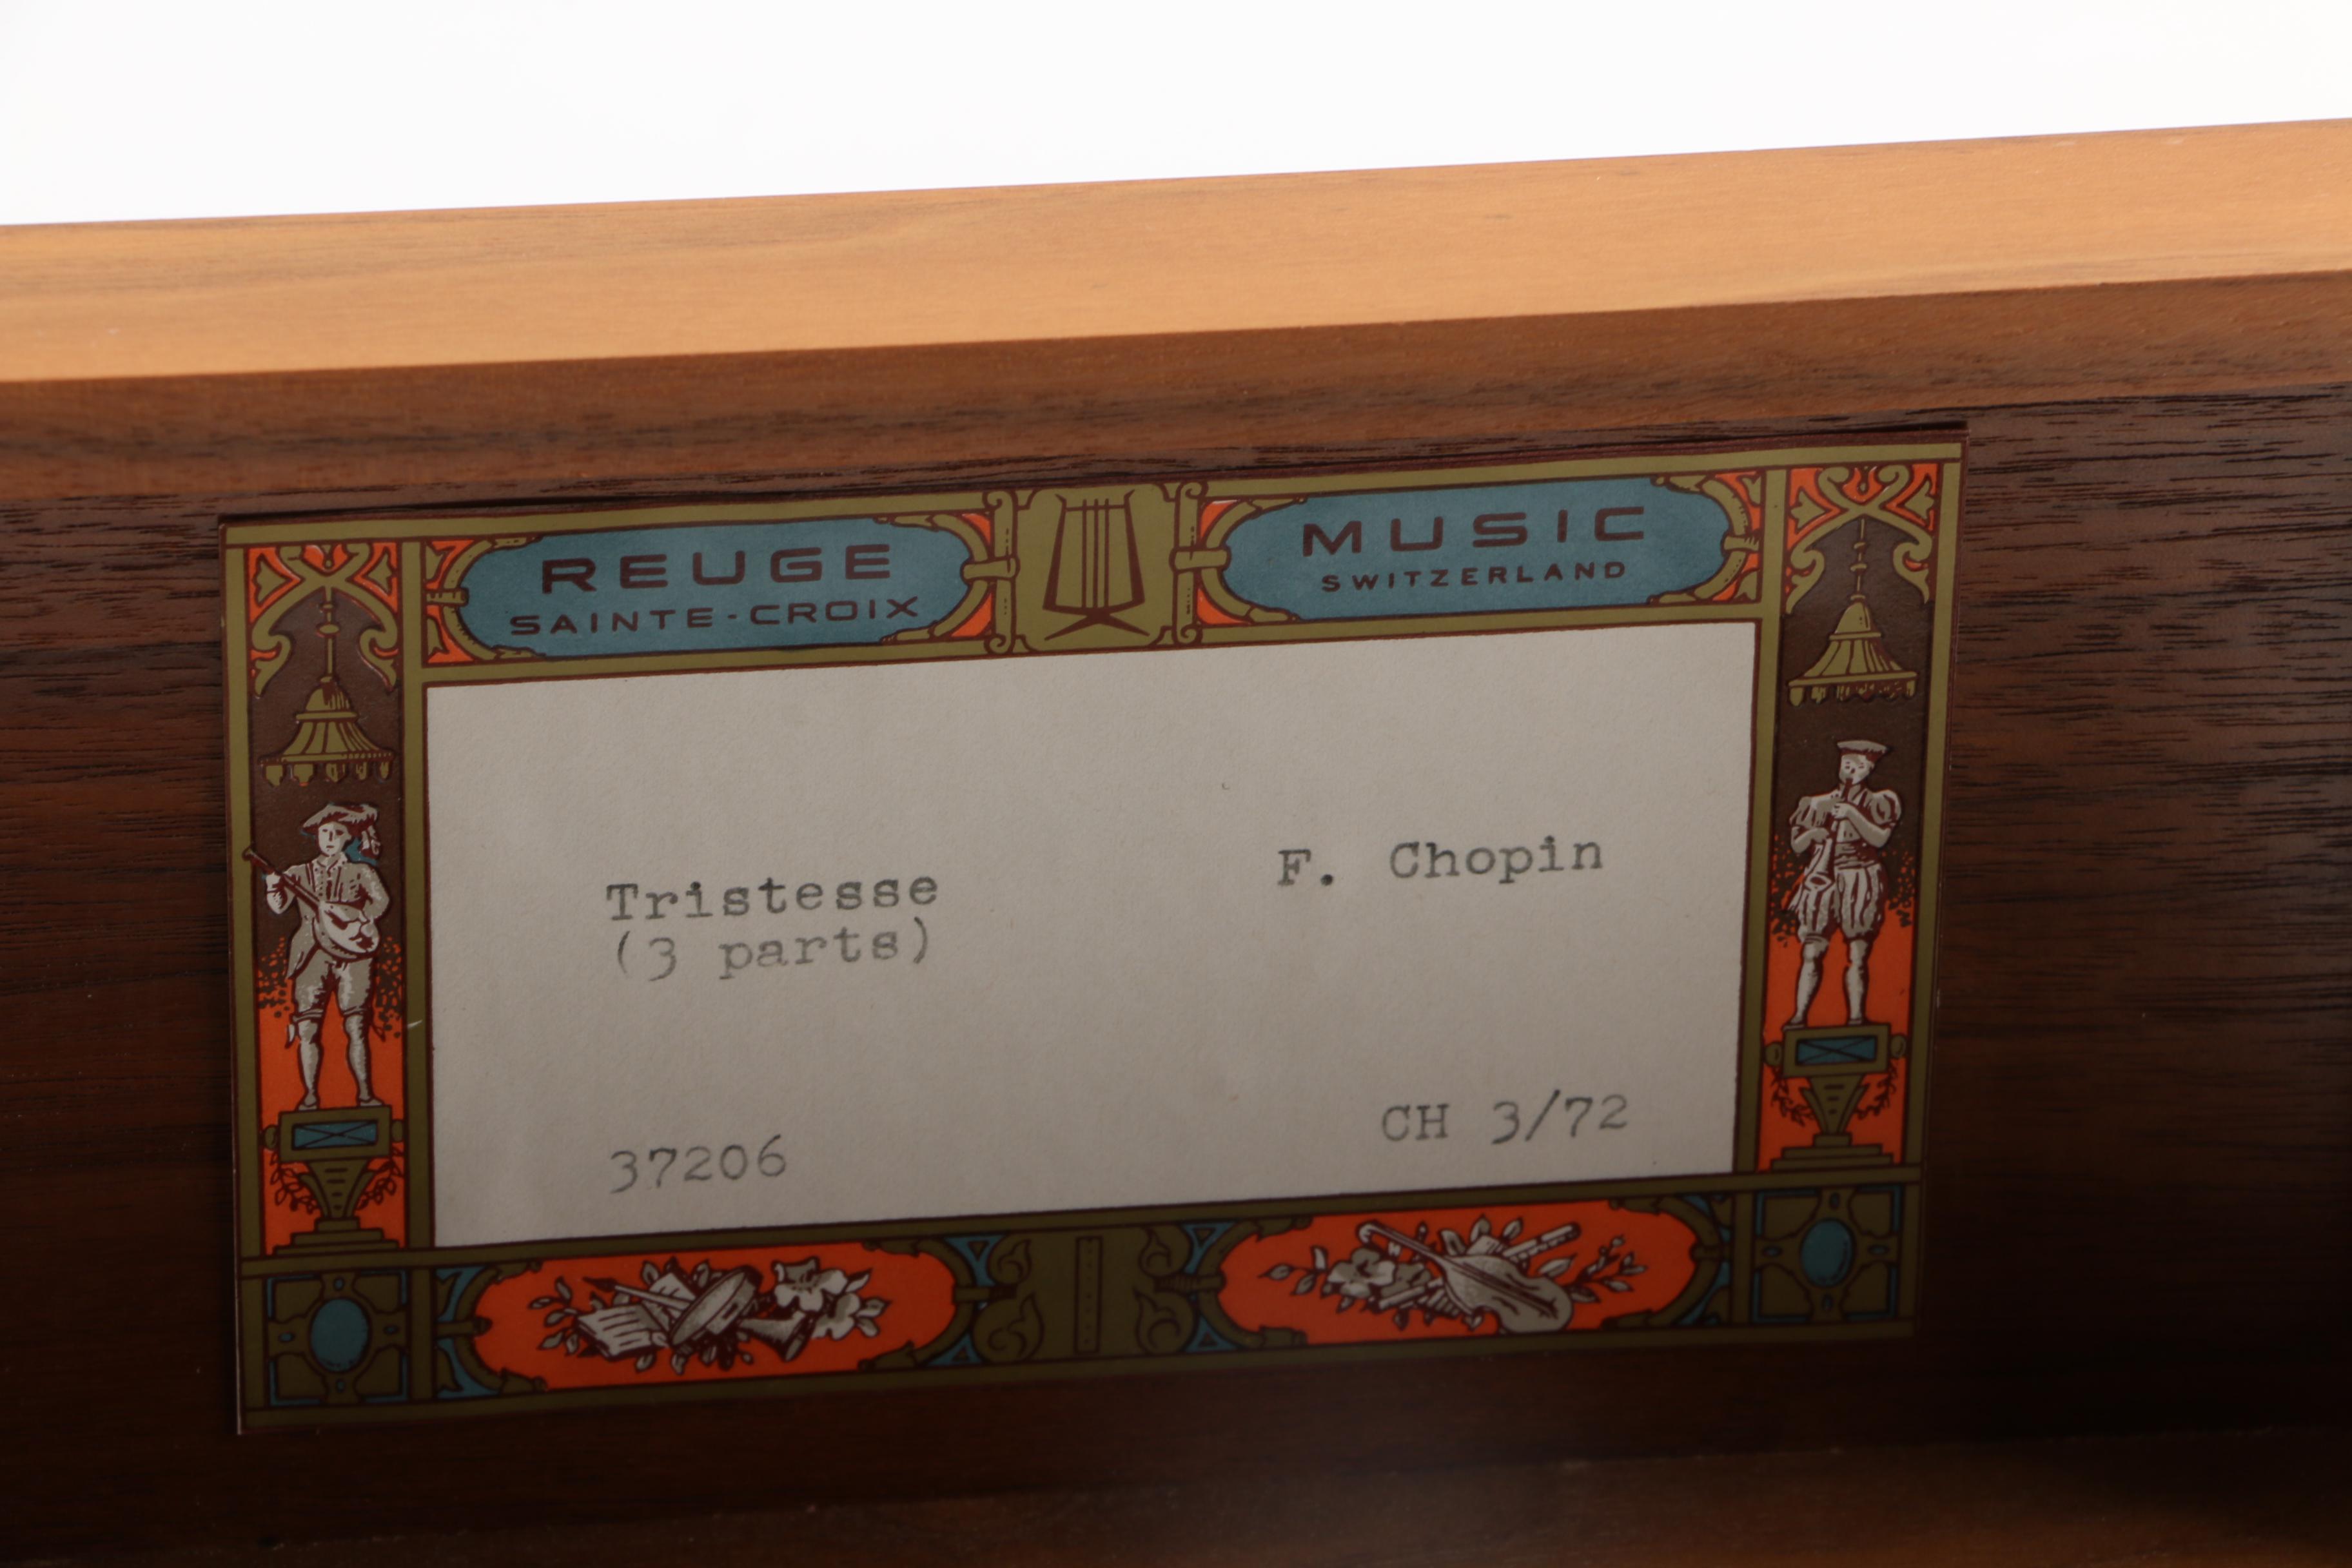 REUGE
SAINTE-CROIX
MUSIC
SWITZERLAND
Tristesse F. Chopin
(3 parts)
37206 CH 3/72